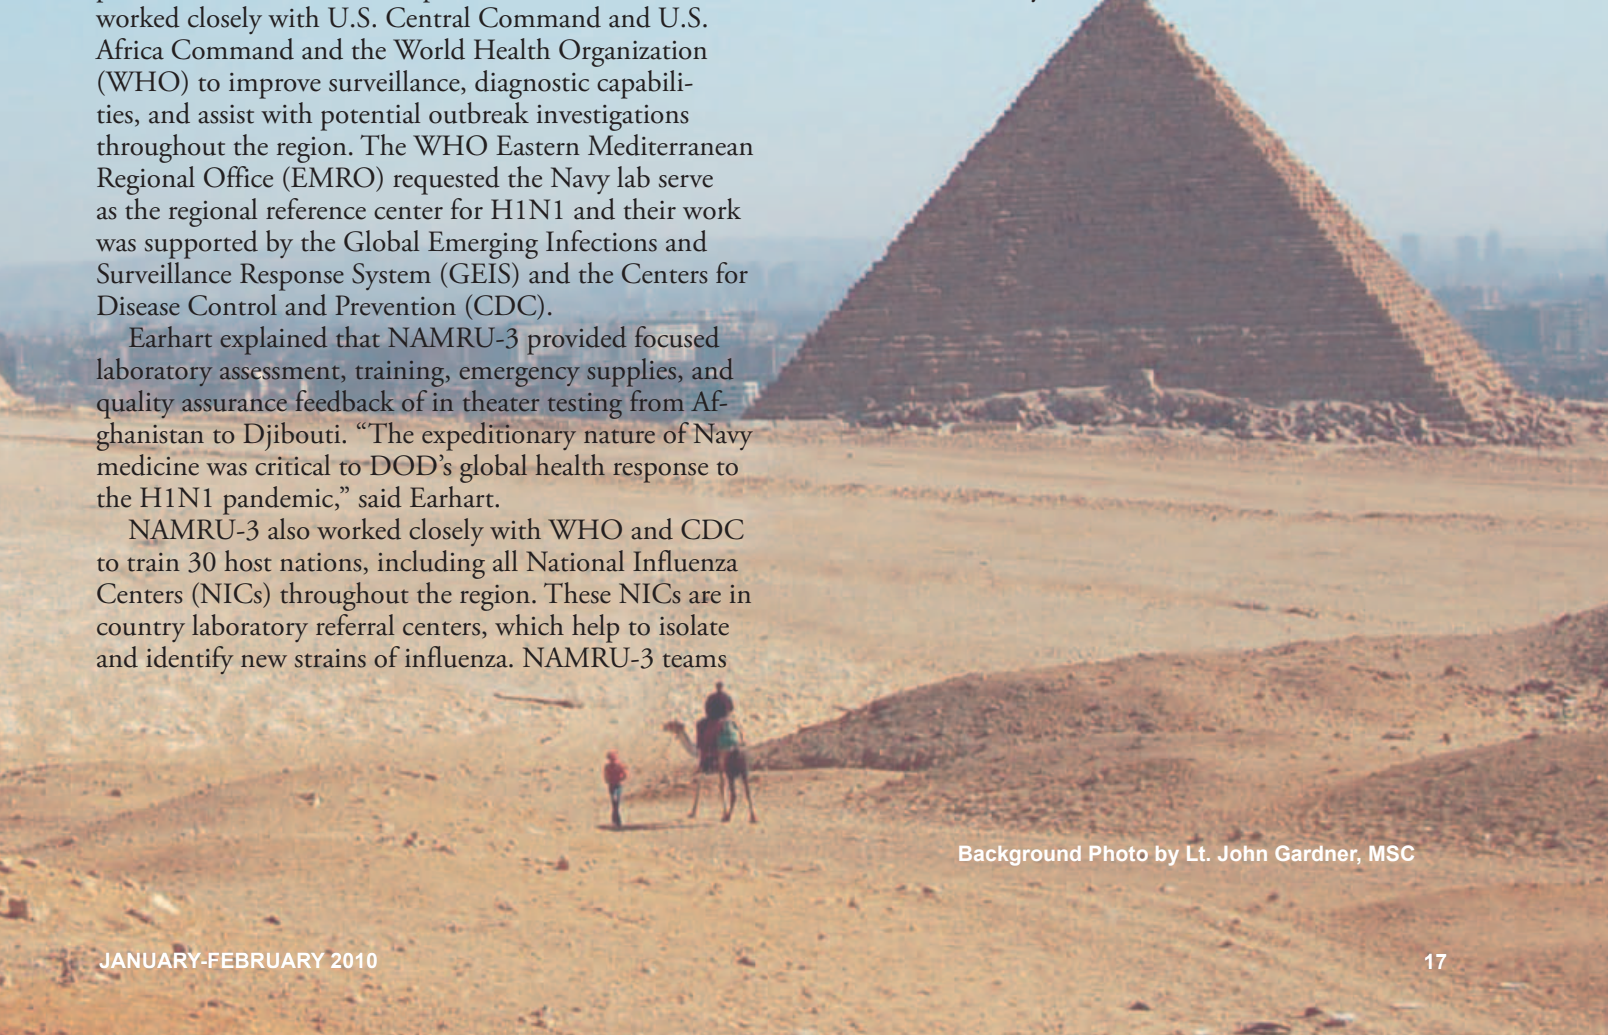 worked closely with U.S. Central Command and U.S.
Africa Command and the World Health Organization
(WHO) to improve surveillance, diagnostic capabili-
ties, and assist with potential outbreak investigations
throughout the region. The WHO Eastern Mediterranean
Regional Office (EMRO) requested the Navy lab serve
as the regional reference center for H1N1 and their work
was supported by the Global Emerging Infections and
Surveillance Response System (GEIS) and the Centers for
Disease Control and Prevention (CDC).
Earhart explained that NAMRU-3 provided focused
laboratory assessment, training, emergency supplies, and
quality assurance feedback of in theater testing from Af-
ghanistan to Djibouti. “The expeditionary nature of Navy
medicine was critical to DOD’s global health response to
the H1N1 pandemic,” said Earhart.
NAMRU-3 also worked closely with WHO and CDC
to train 30 host nations, including all National Influenza
Centers (NICs) throughout the region. These NICs are in
country laboratory referral centers, which help to isolate
and identify new strains of influenza. NAMRU-3 teams
Background Photo by Lt. John Gardner, MSC
JANUARY-FEBRUARY 2010
17